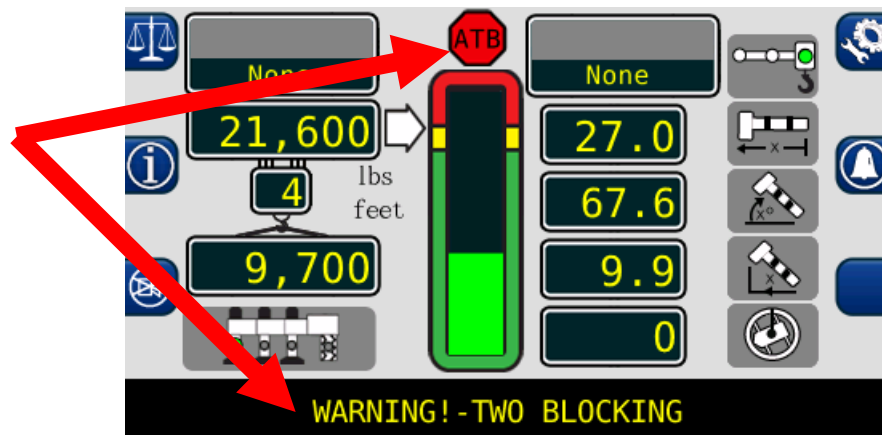 ATB
None
None
21,600
27.0
4
lbs
feet
67.6
x°
9,700
9.9
x
0
x
WARNING!-TWO BLOCKING